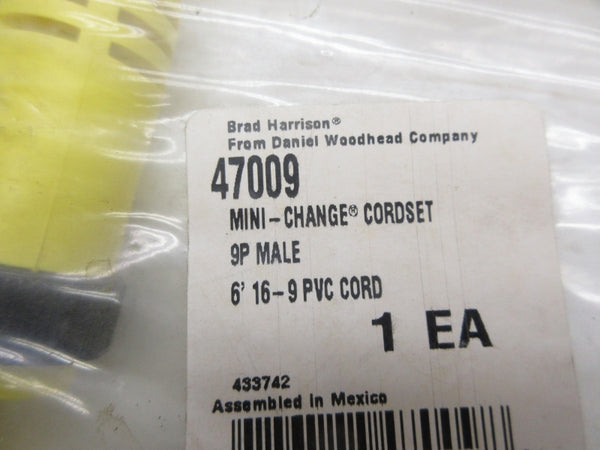 Brad Harrison®
From Daniel Woodhead Company
47009
MINI-CHANGE® CORDSET
9P MALE
6' 16-9 PVC CORD
1 EA
433742
Assembled in Mexico